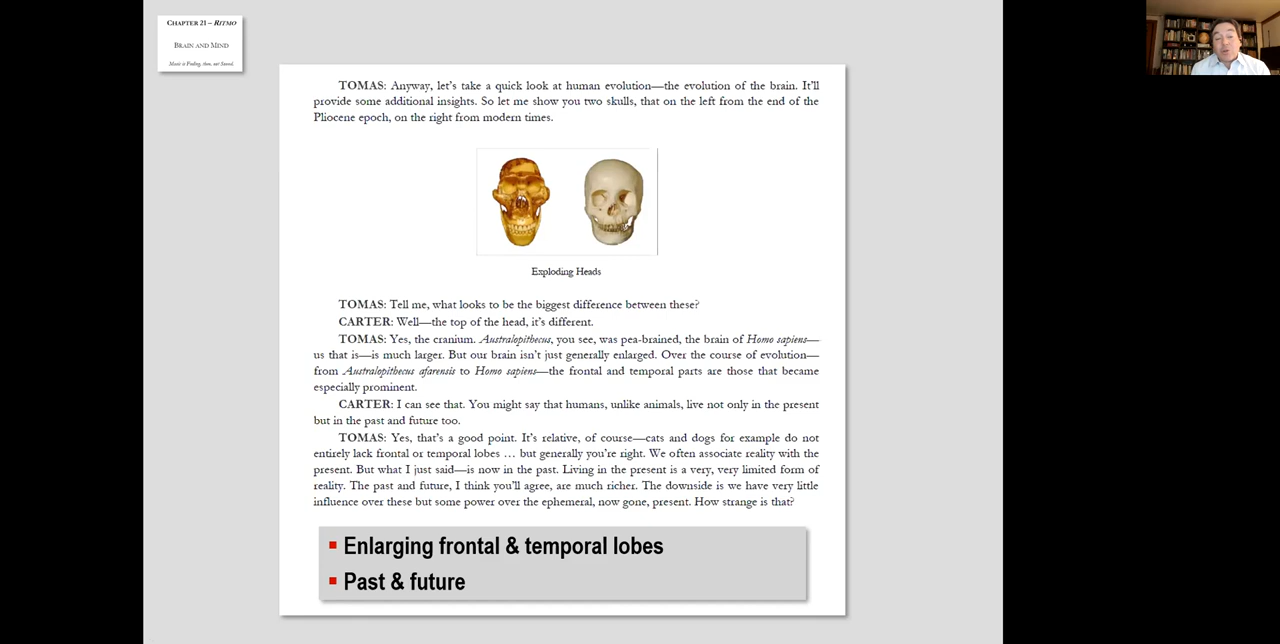 CHAPTER 21 – RITMO
BRAIN AND MIND
Music is Feeling, then, not Sound.
TOMAS: Anyway, let's take a quick look at human evolution—the evolution of the brain. It'll
provide some additional insights. So let me show you two skulls, that on the left from the end of the
Pliocene epoch, on the right from modern times.
Exploding Heads
TOMAS: Tell me, what looks to be the biggest difference between these?
CARTER: Well—the top of the head, it's different.
TOMAS: Yes, the cranium. Australopithecus, you see, was pea-brained, the brain of Homo sapiens—
us that is—is much larger. But our brain isn't just generally enlarged. Over the course of evolution—
from Australopithecus afarensis to Homo sapiens—the frontal and temporal parts are those that became
especially prominent.
CARTER: I can see that. You might say that humans, unlike animals, live not only in the present
but in the past and future too.
TOMAS: Yes, that's a good point. It's relative, of course—cats and dogs for example do not
entirely lack frontal or temporal lobes … but generally you're right. We often associate reality with the
present. But what I just said—is now in the past. Living in the present is a very, very limited form of
reality. The past and future, I think you'll agree, are much richer. The downside is we have very little
influence over these but some power over the ephemeral, now gone, present. How strange is that?
Enlarging frontal & temporal lobes
Past & future